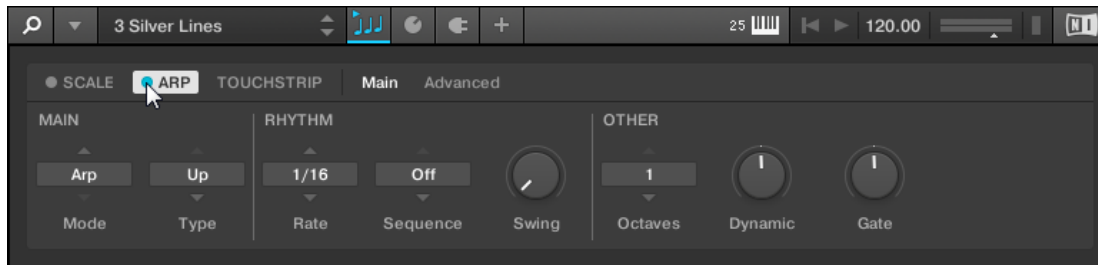 3 Silver Lines 25 120.00 NI
SCALE ARP TOUCHSTRIP Main Advanced
MAIN RHYTHM OTHER
Arp Up 1/16 Off 1
Mode Type Rate Sequence Swing Octaves Dynamic Gate